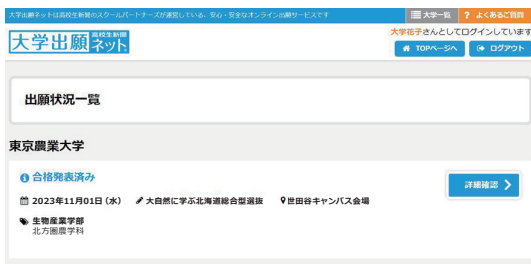 大学出願ネットは高校生新聞のスクールパートナーズが運営している、安心・安全なオンライン出願サービスです
大学一覧 ? よくあるご質問
大学出願 高校生新聞 ネット
大学花子さんとしてログインしています
TOPページへ ログアウト
出願状況一覧
東京農業大学
合格発表済み
詳細確認
2023年11月01日（水） 大自然に学ぶ北海道総合型選抜 世田谷キャンパス会場
生物産業学部
北方圏農学科